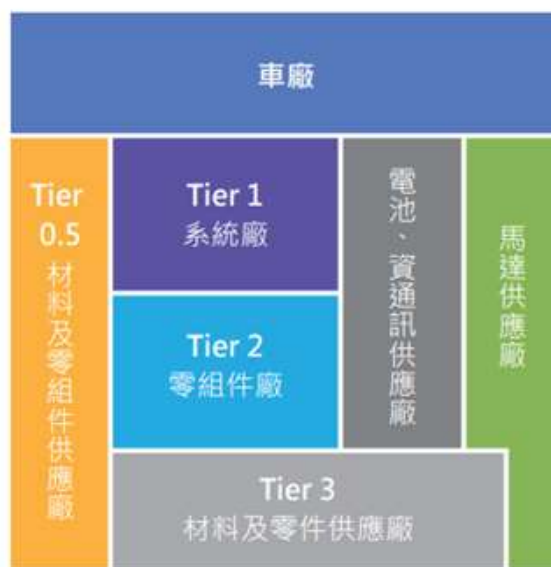 車廠
Tier
0.5
材料及零組件供應廠
Tier 1
系統廠
Tier 2
零組件廠
電池、資通訊供應廠
馬達供應廠
Tier 3
材料及零件供應廠